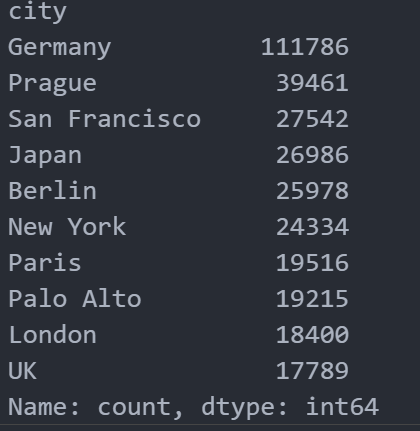 city
Germany 111786
Prague 39461
San Francisco 27542
Japan 26986
Berlin 25978
New York 24334
Paris 19516
Palo Alto 19215
London 18400
UK 17789
Name: count, dtype: int64